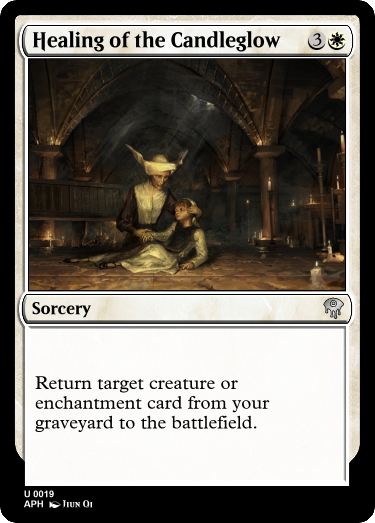 Healing of the Candleglow 3
Sorcery
Return target creature or
enchantment card from your
graveyard to the battlefield.
U 0019
APH Jiun Oi